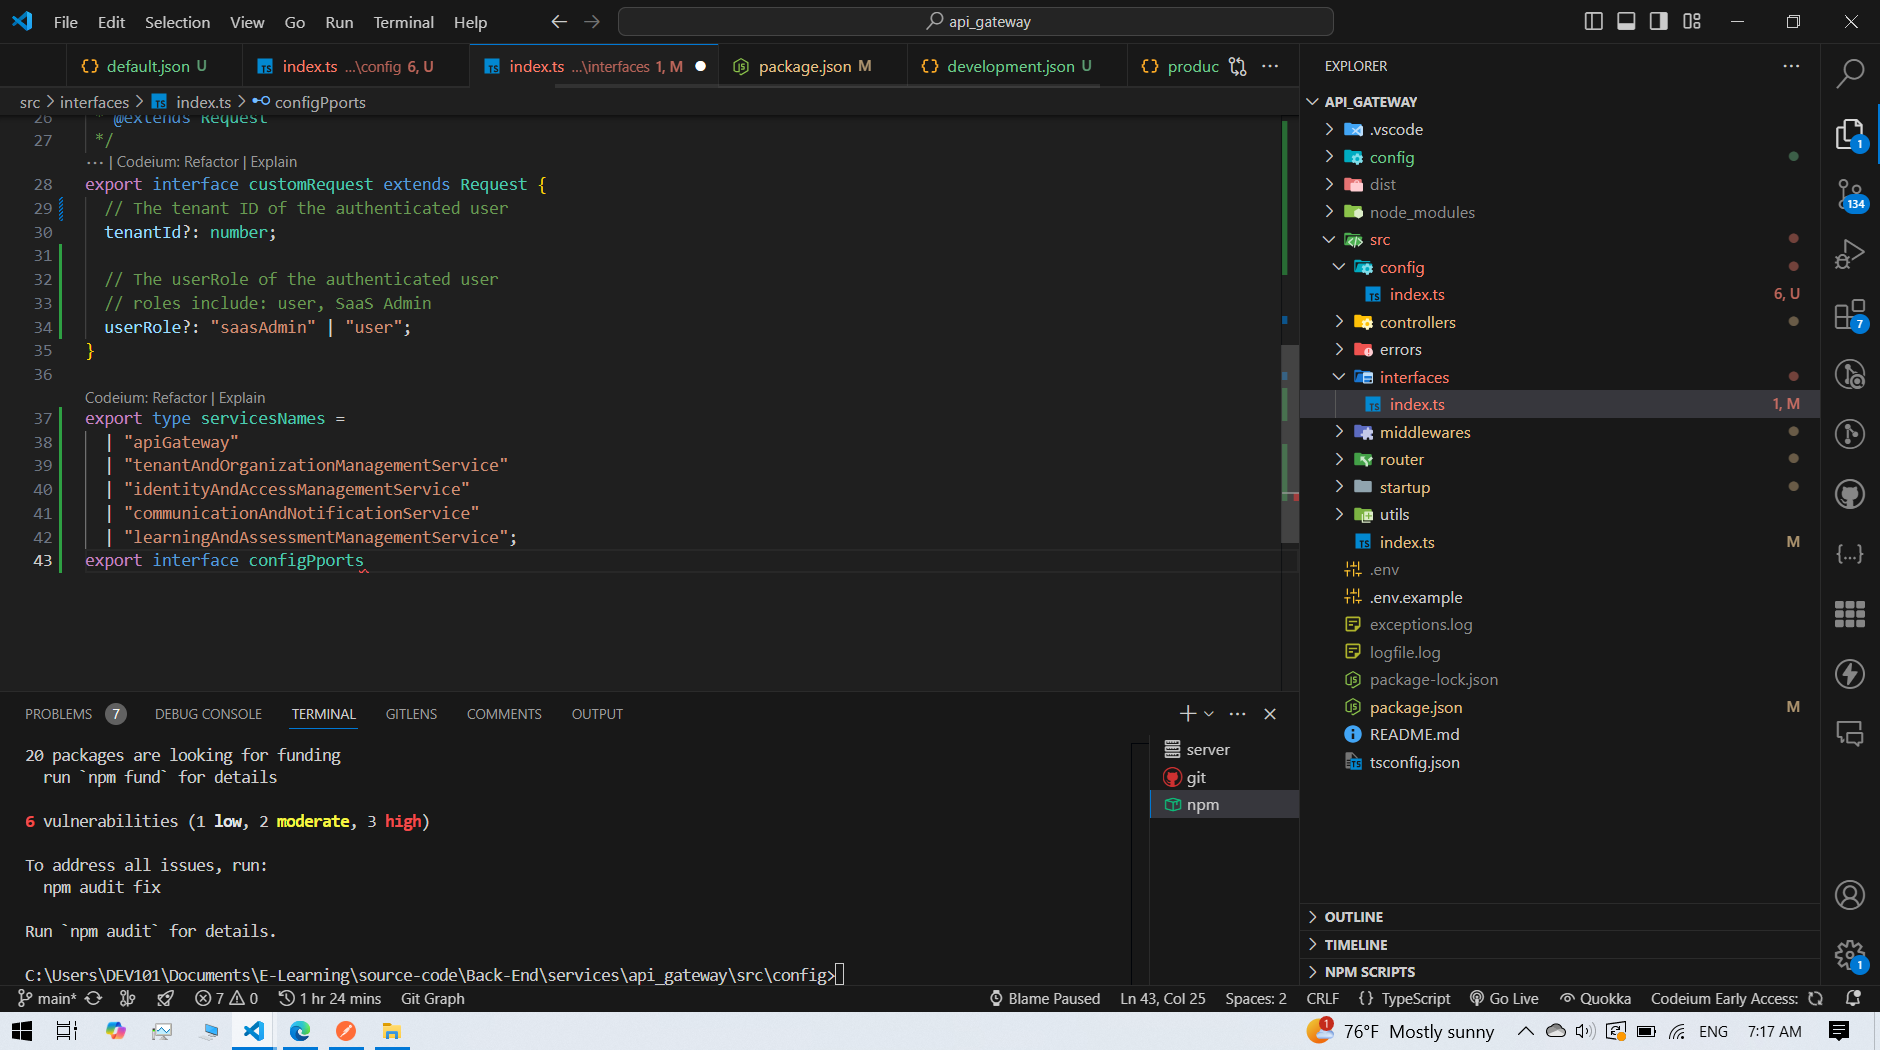 File Edit Selection View Go Run Terminal Help
api_gateway
default.json U
index.ts ...\config 6, U
index.ts ...\interfaces 1, M
package.json M
development.json U
produc
src > interfaces > index.ts > configPports
26 * @extends Request
27 */
... | Codeium: Refactor | Explain
28 export interface customRequest extends Request {
29 // The tenant ID of the authenticated user
30 tenantId?: number;
31
32 // The userRole of the authenticated user
33 // roles include: user, SaaS Admin
34 userRole?: "saasAdmin" | "user";
35 }
36
Codeium: Refactor | Explain
37 export type servicesNames =
38 | "apiGateway"
39 | "tenantAndOrganizationManagementService"
40 | "identityAndAccessManagementService"
41 | "communicationAndNotificationService"
42 | "learningAndAssessmentManagementService";
43 export interface configPports
PROBLEMS 7 DEBUG CONSOLE TERMINAL GITLENS COMMENTS OUTPUT
20 packages are looking for funding
run `npm fund` for details
6 vulnerabilities (1 low, 2 moderate, 3 high)
To address all issues, run:
npm audit fix
Run `npm audit` for details.
C:\Users\DEV101\Documents\E-Learning\source-code\Back-End\services\api_gateway\src\config>
server
git
npm
EXPLORER
API_GATEWAY
.vscode
config
dist
node_modules
src
config
index.ts 6, U
controllers
errors
interfaces
index.ts 1, M
middlewares
router
startup
utils
index.ts M
.env
.env.example
exceptions.log
logfile.log
package-lock.json
package.json M
README.md
tsconfig.json
OUTLINE
TIMELINE
NPM SCRIPTS
1
134
7
1
main* 7 0 1 hr 24 mins Git Graph
Blame Paused Ln 43, Col 25 Spaces: 2 CRLF {} TypeScript Go Live Quokka Codeium Early Access:
1 76°F Mostly sunny ENG 7:17 AM